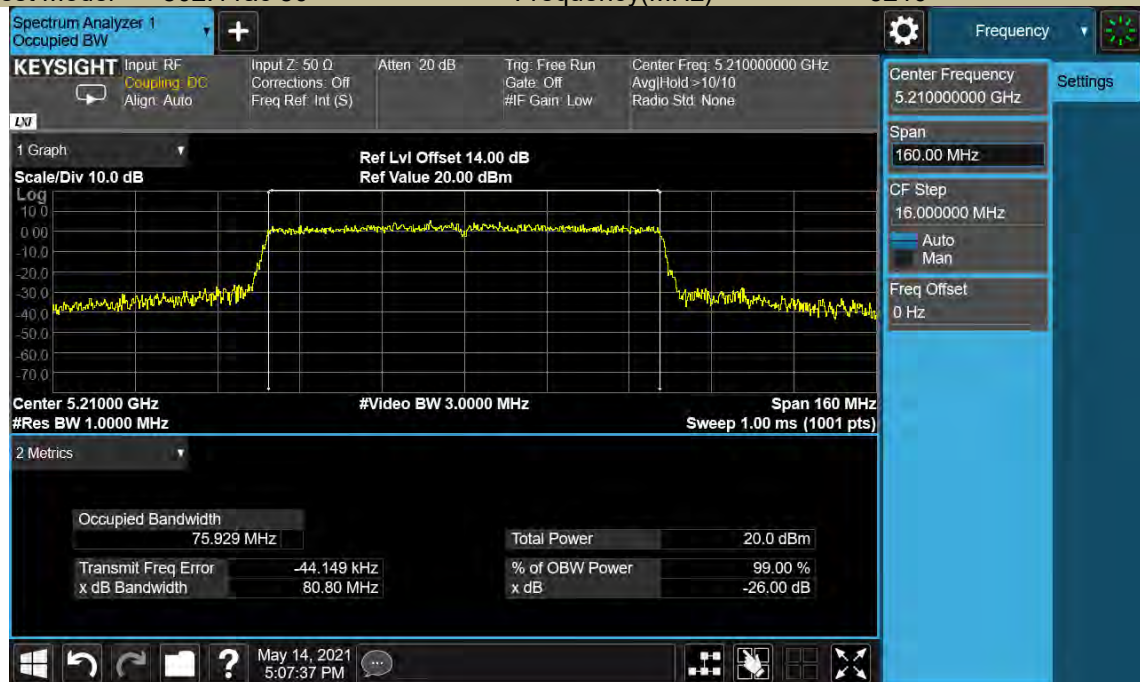 Spectrum Analyzer 1
Occupied BW
+
Frequency
KEYSIGHT Input: RF Input Z: 50 Ω Atten: 20 dB Trig: Free Run Center Freq: 5.210000000 GHz
Coupling: DC Corrections: Off Gate: Off Avg|Hold:>10/10
Align: Auto Freq Ref: Int (S) #IF Gain: Low Radio Std: None
LXI
1 Graph
Ref Lvl Offset 14.00 dB
Scale/Div 10.0 dB Ref Value 20.00 dBm
Log
10.0
0.00
-10.0
-20.0
-30.0
-40.0
-50.0
-60.0
-70.0
Center 5.21000 GHz #Video BW 3.0000 MHz Span 160 MHz
#Res BW 1.0000 MHz Sweep 1.00 ms (1001 pts)
2 Metrics
Occupied Bandwidth
75.929 MHz
Total Power 20.0 dBm
Transmit Freq Error -44.149 kHz % of OBW Power 99.00 %
x dB Bandwidth 80.80 MHz x dB -26.00 dB
?
May 14, 2021
5:07:37 PM
Center Frequency
5.210000000 GHz
Settings
Span
160.00 MHz
CF Step
16.000000 MHz
Auto
Man
Freq Offset
0 Hz